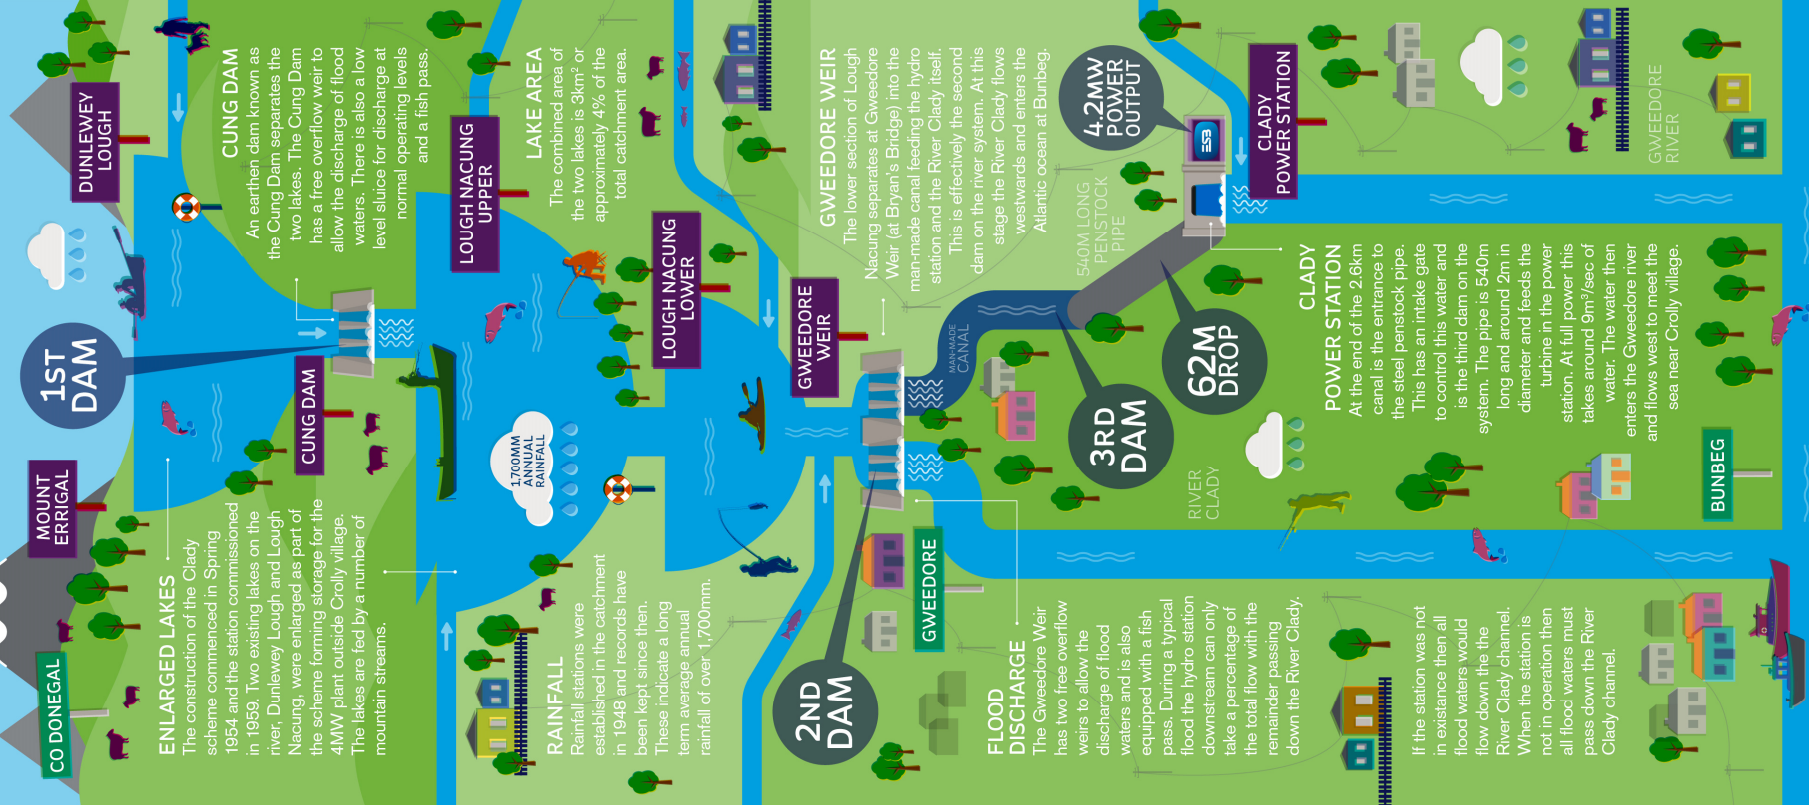 CO DONEGAL
MOUNT
ERRIGAL
1ST
DAM
DUNLEWEY
LOUGH
ENLARGED LAKES
The construction of the Clady
scheme commenced in Spring
1954 and the station commissioned
in 1959. Two existing lakes on the
river, Dunlewey Lough and Lough
Nacung, were enlarged as part of
the scheme forming storage for the
4MW plant outside Crolly village.
The lakes are fed by a number of
mountain streams.
CUNG DAM
CUNG DAM
An earthen dam known as
the Cung Dam separates the
two lakes. The Cung Dam
has a free overflow weir to
allow the discharge of flood
waters. There is also a low
level sluice for discharge at
normal operating levels
and a fish pass.
LOUGH NACUNG
UPPER
1,700MM
ANNUAL
RAINFALL
RAINFALL
Rainfall stations were
established in the catchment
in 1948 and records have
been kept since then.
These indicate a long
term average annual
rainfall of over 1,700mm.
LAKE AREA
The combined area of
the two lakes is 3km² or
approximately 4% of the
total catchment area.
LOUGH NACUNG
LOWER
2ND
DAM
GWEEDORE
WEIR
GWEEDORE WEIR
The lower section of Lough
Nacung separates at Gweedore
Weir (at Bryan's Bridge) into the
man-made canal feeding the hydro
station and the River Clady itself.
This is effectively the second
dam on the river system. At this
stage the River Clady flows
westwards and enters the
Atlantic ocean at Bunbeg.
GWEEDORE
MAN-MADE
CANAL
FLOOD
DISCHARGE
The Gweedore Weir
has two free overflow
weirs to allow the
discharge of flood
waters and is also
equipped with a fish
pass. During a typical
flood the hydro station
downstream can only
take a percentage of
the total flow with the
remainder passing
down the River Clady.
3RD
DAM
540M LONG
PENSTOCK
PIPE
4.2MW
POWER
OUTPUT
ESB
62M
DROP
RIVER
CLADY
CLADY
POWER STATION
CLADY
POWER STATION
At the end of the 2.6km
canal is the entrance to
the steel penstock pipe.
This has an intake gate
to control this water and
is the third dam on the
system. The pipe is 540m
long and around 2m in
diameter and feeds the
turbine in the power
station. At full power this
takes around 9m³/sec of
water. The water then
enters the Gweedore river
and flows west to meet the
sea near Crolly village.
If the station was not
in existance then all
flood waters would
flow down the
River Clady channel.
When the station is
not in operation then
all flood waters must
pass down the River
Clady channel.
GWEEDORE
RIVER
BUNBEG